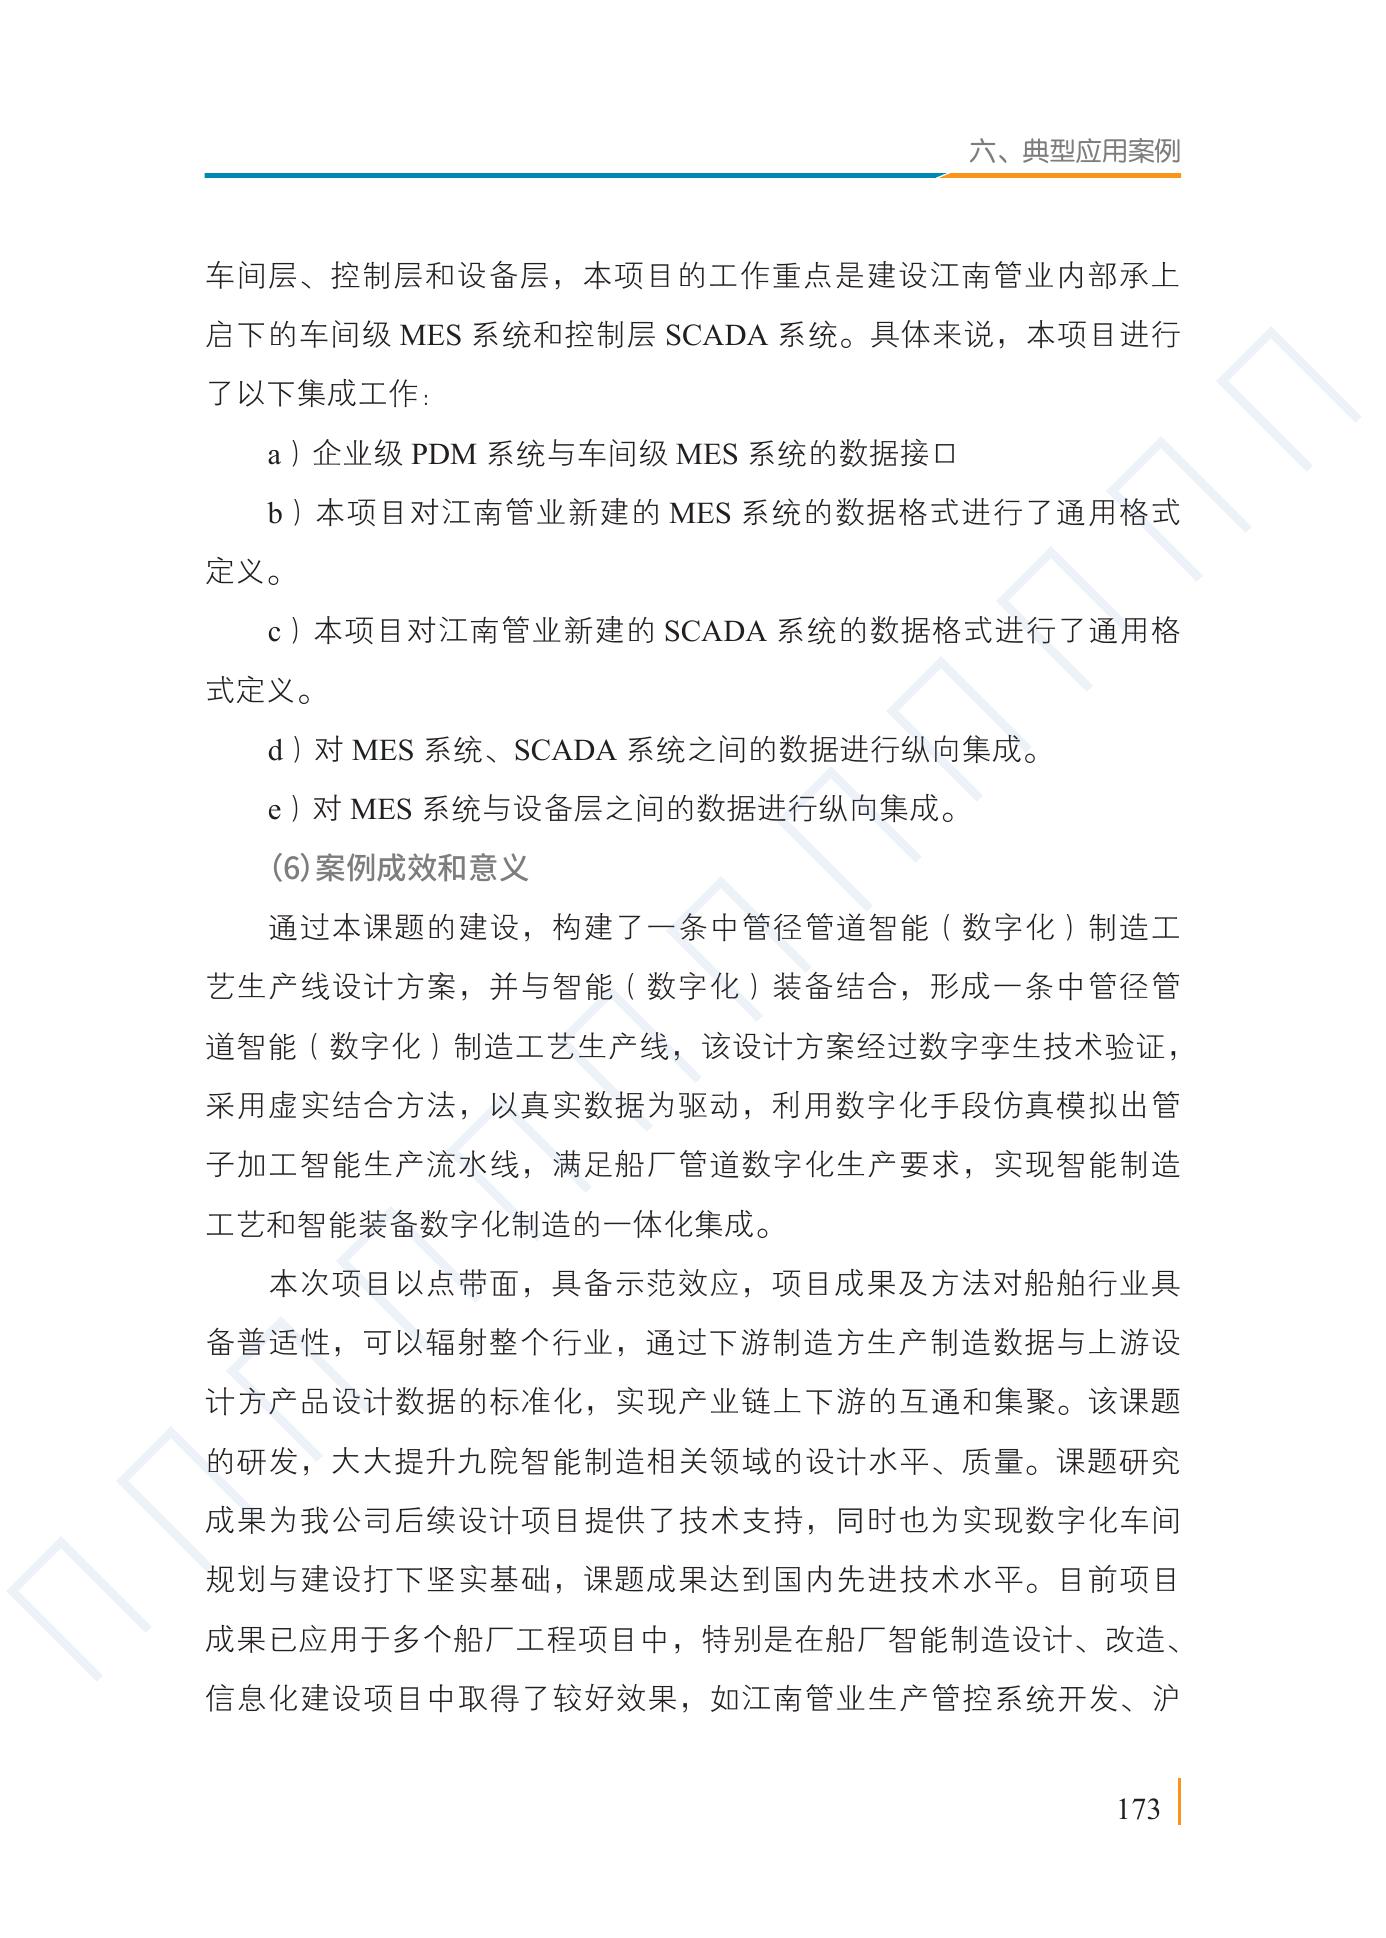 六、典型应用案例
车间层、控制层和设备层，本项目的工作重点是建设江南管业内部承上
启下的车间级 MES 系统和控制层 SCADA 系统。具体来说，本项目进行
了以下集成工作：
a）企业级 PDM 系统与车间级 MES 系统的数据接口
b）本项目对江南管业新建的 MES 系统的数据格式进行了通用格式
定义。
c）本项目对江南管业新建的 SCADA 系统的数据格式进行了通用格
式定义。
d）对 MES 系统、SCADA 系统之间的数据进行纵向集成。
e）对 MES 系统与设备层之间的数据进行纵向集成。
（6）案例成效和意义
通过本课题的建设，构建了一条中管径管道智能（数字化）制造工
艺生产线设计方案，并与智能（数字化）装备结合，形成一条中管径管
道智能（数字化）制造工艺生产线，该设计方案经过数字孪生技术验证，
采用虚实结合方法，以真实数据为驱动，利用数字化手段仿真模拟出管
子加工智能生产流水线，满足船厂管道数字化生产要求，实现智能制造
工艺和智能装备数字化制造的一体化集成。
本次项目以点带面，具备示范效应，项目成果及方法对船舶行业具
备普适性，可以辐射整个行业，通过下游制造方生产制造数据与上游设
计方产品设计数据的标准化，实现产业链上下游的互通和集聚。该课题
的研发，大大提升九院智能制造相关领域的设计水平、质量。课题研究
成果为我公司后续设计项目提供了技术支持，同时也为实现数字化车间
规划与建设打下坚实基础，课题成果达到国内先进技术水平。目前项目
成果已应用于多个船厂工程项目中，特别是在船厂智能制造设计、改造、
信息化建设项目中取得了较好效果，如江南管业生产管控系统开发、沪
173